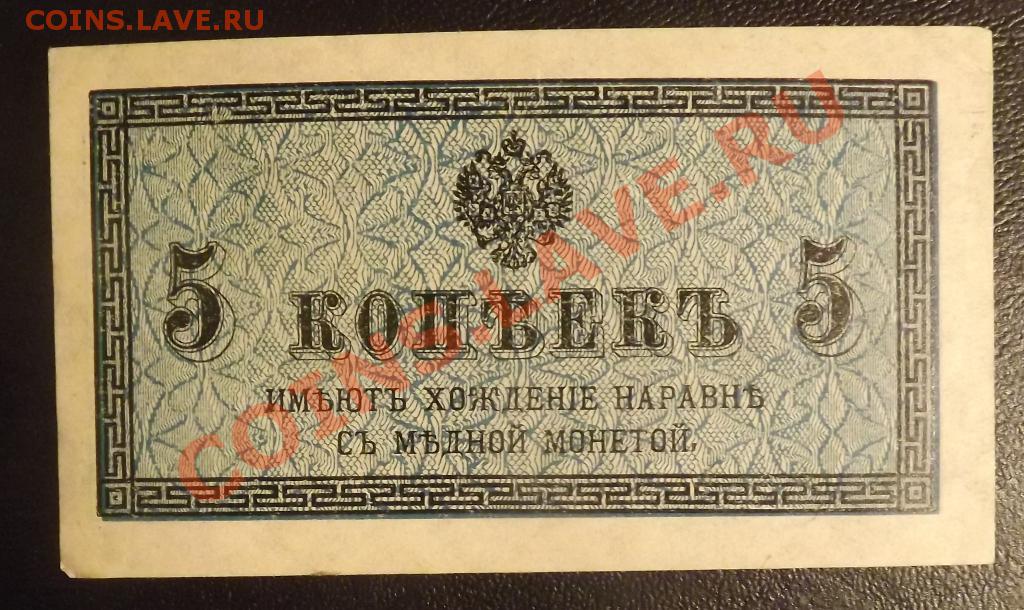 COINS.LAVE.RU
5 КОПѢЕКЪ 5
ИМѢЮТЪ ХОЖДЕНІЕ НАРАВНѢ
СЪ МѢДНОЙ МОНЕТОЙ.
COINS.LAVE.RU